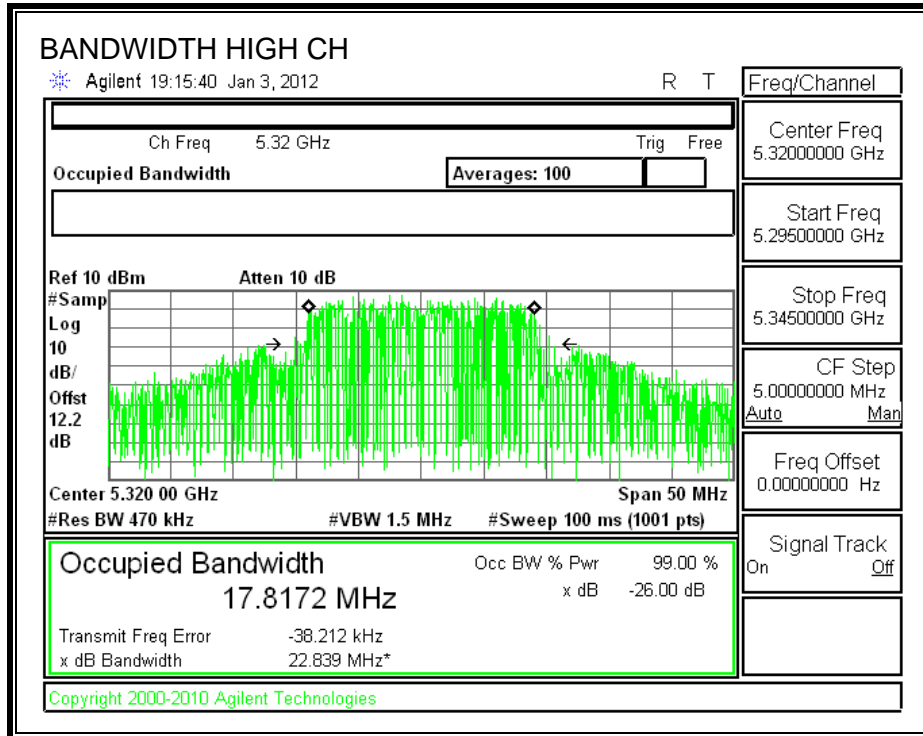 BANDWIDTH HIGH CH
Agilent 19:15:40 Jan 3, 2012 R T
Freq/Channel
Ch Freq 5.32 GHz Trig Free
Occupied Bandwidth Averages: 100
Center Freq
5.32000000 GHz
Start Freq
5.29500000 GHz
Stop Freq
5.34500000 GHz
CF Step
5.00000000 MHz
Auto Man
Freq Offset
0.00000000 Hz
Signal Track
On Off
Ref 10 dBm Atten 10 dB
#Samp
Log
10
dB/
Offst
12.2
dB
Center 5.320 00 GHz Span 50 MHz
#Res BW 470 kHz #VBW 1.5 MHz #Sweep 100 ms (1001 pts)
Occupied Bandwidth Occ BW % Pwr 99.00 %
17.8172 MHz x dB -26.00 dB
Transmit Freq Error -38.212 kHz
x dB Bandwidth 22.839 MHz*
Copyright 2000-2010 Agilent Technologies